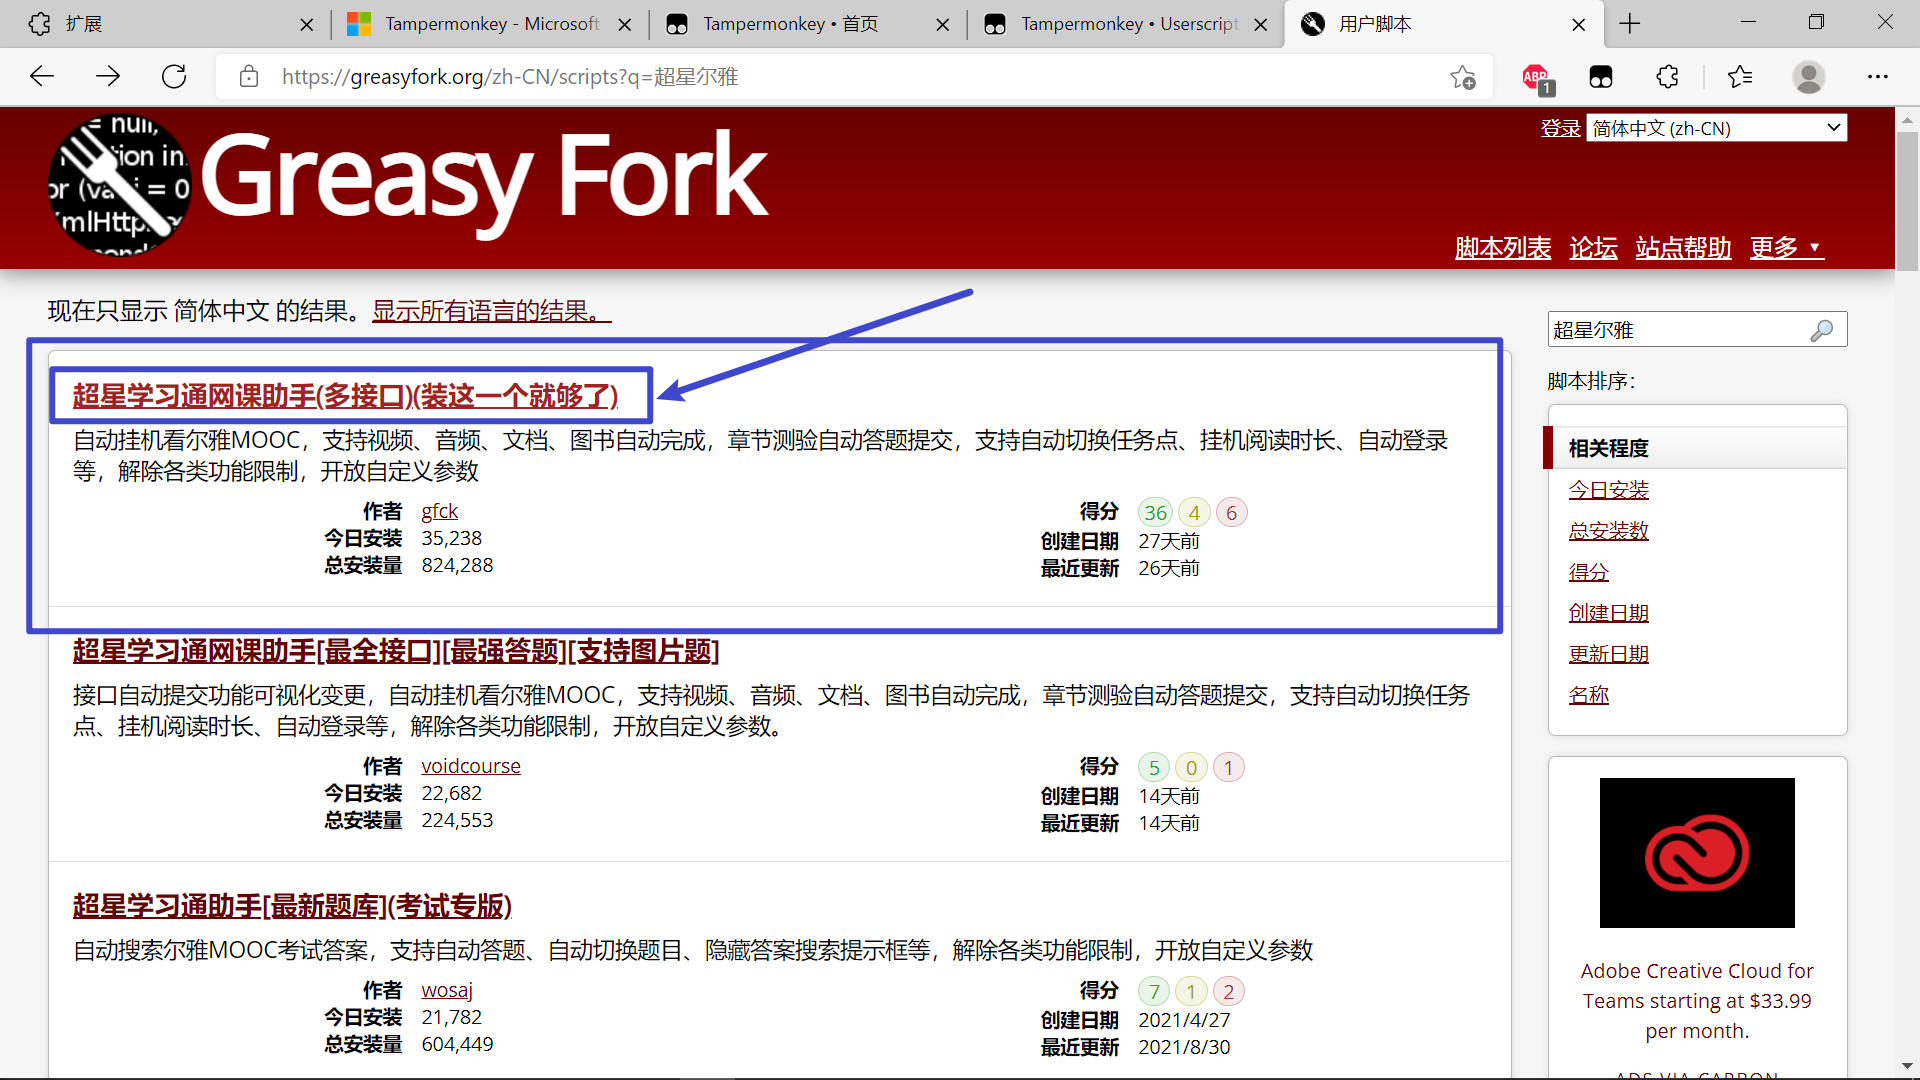 扩展
Tampermonkey - Microsoft
Tampermonkey • 首页
Tampermonkey • Userscript
用户脚本
https://greasyfork.org/zh-CN/scripts?q=超星尔雅
ABP
1
= null,
tion in
or (va i = 0
mlHttp
Greasy Fork
登录
简体中文 (zh-CN)
脚本列表 论坛 站点帮助 更多 ▼
现在只显示 简体中文 的结果。显示所有语言的结果。
超星学习通网课助手(多接口)(装这一个就够了)
自动挂机看尔雅MOOC，支持视频、音频、文档、图书自动完成，章节测验自动答题提交，支持自动切换任务点、挂机阅读时长、自动登录
等，解除各类功能限制，开放自定义参数
作者 gfck
今日安装 35,238
总安装量 824,288
得分 36 4 6
创建日期 27天前
最近更新 26天前
超星学习通网课助手[最全接口][最强答题][支持图片题]
接口自动提交功能可视化变更，自动挂机看尔雅MOOC，支持视频、音频、文档、图书自动完成，章节测验自动答题提交，支持自动切换任务
点、挂机阅读时长、自动登录等，解除各类功能限制，开放自定义参数。
作者 voidcourse
今日安装 22,682
总安装量 224,553
得分 5 0 1
创建日期 14天前
最近更新 14天前
超星学习通助手[最新题库](考试专版)
自动搜索尔雅MOOC考试答案，支持自动答题、自动切换题目、隐藏答案搜索提示框等，解除各类功能限制，开放自定义参数
作者 wosaj
今日安装 21,782
总安装量 604,449
得分 7 1 2
创建日期 2021/4/27
最近更新 2021/8/30
超星尔雅
脚本排序：
相关程度
今日安装
总安装数
得分
创建日期
更新日期
名称
Adobe Creative Cloud for
Teams starting at $33.99
per month.
ADS VIA CARBON